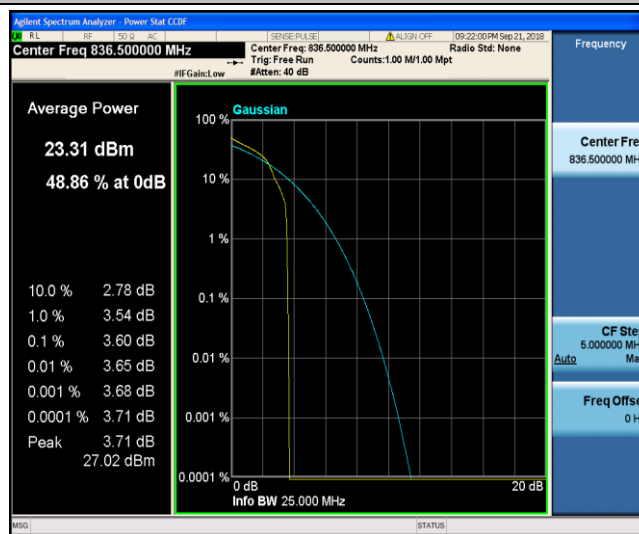 Agilent Spectrum Analyzer - Power Stat CCDF
RL RF 50 Ω AC SENSE:PULSE ALIGN OFF 09:22:00 PM Sep 21, 2018
Center Freq 836.500000 MHz
Center Freq: 836.500000 MHz Radio Std: None
Trig: Free Run Counts:1.00 M/1.00 Mpt
#IFGain:Low #Atten: 40 dB
Frequency
Average Power
23.31 dBm
48.86 % at 0dB
10.0 % 2.78 dB
1.0 % 3.54 dB
0.1 % 3.60 dB
0.01 % 3.65 dB
0.001 % 3.68 dB
0.0001 % 3.71 dB
Peak 3.71 dB
27.02 dBm
Gaussian
100 %
10 %
1 %
0.1 %
0.01 %
0.001 %
0.0001 %
0 dB 20 dB
Info BW 25.000 MHz
Center Fre
836.500000 MH
CF Ste
5.000000 MH
Auto Ma
Freq Offse
0 H
MSG STATUS